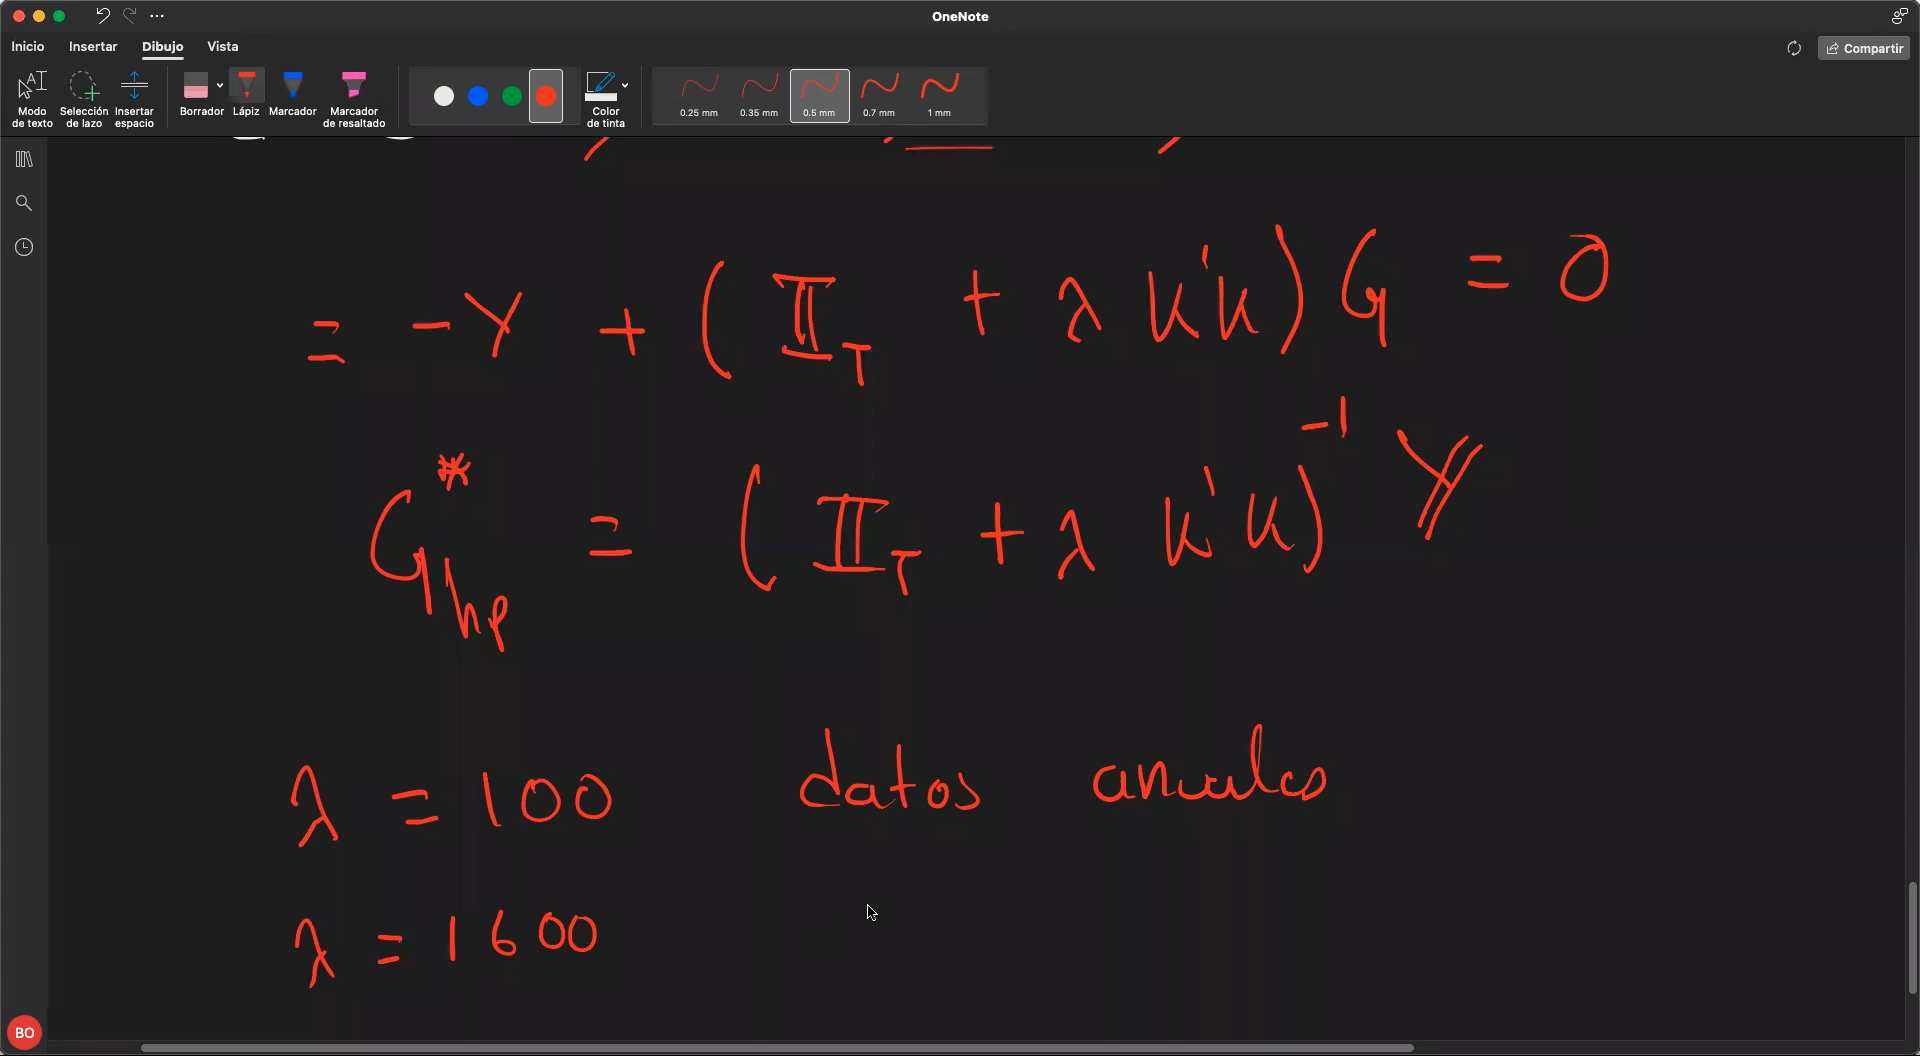 OneNote
Inicio Insertar Dibujo Vista
Compartir
Modo de texto Selección de lazo Insertar espacio Borrador Lápiz Marcador Marcador de resaltado Color de tinta 0.25 mm 0.35 mm 0.5 mm 0.7 mm 1 mm
= -Y + (II_T + λ K'K) G = 0
G*_hp = (II_T + λ K'K)^-1 Y
λ = 100 datos anuales
λ = 1600
BO